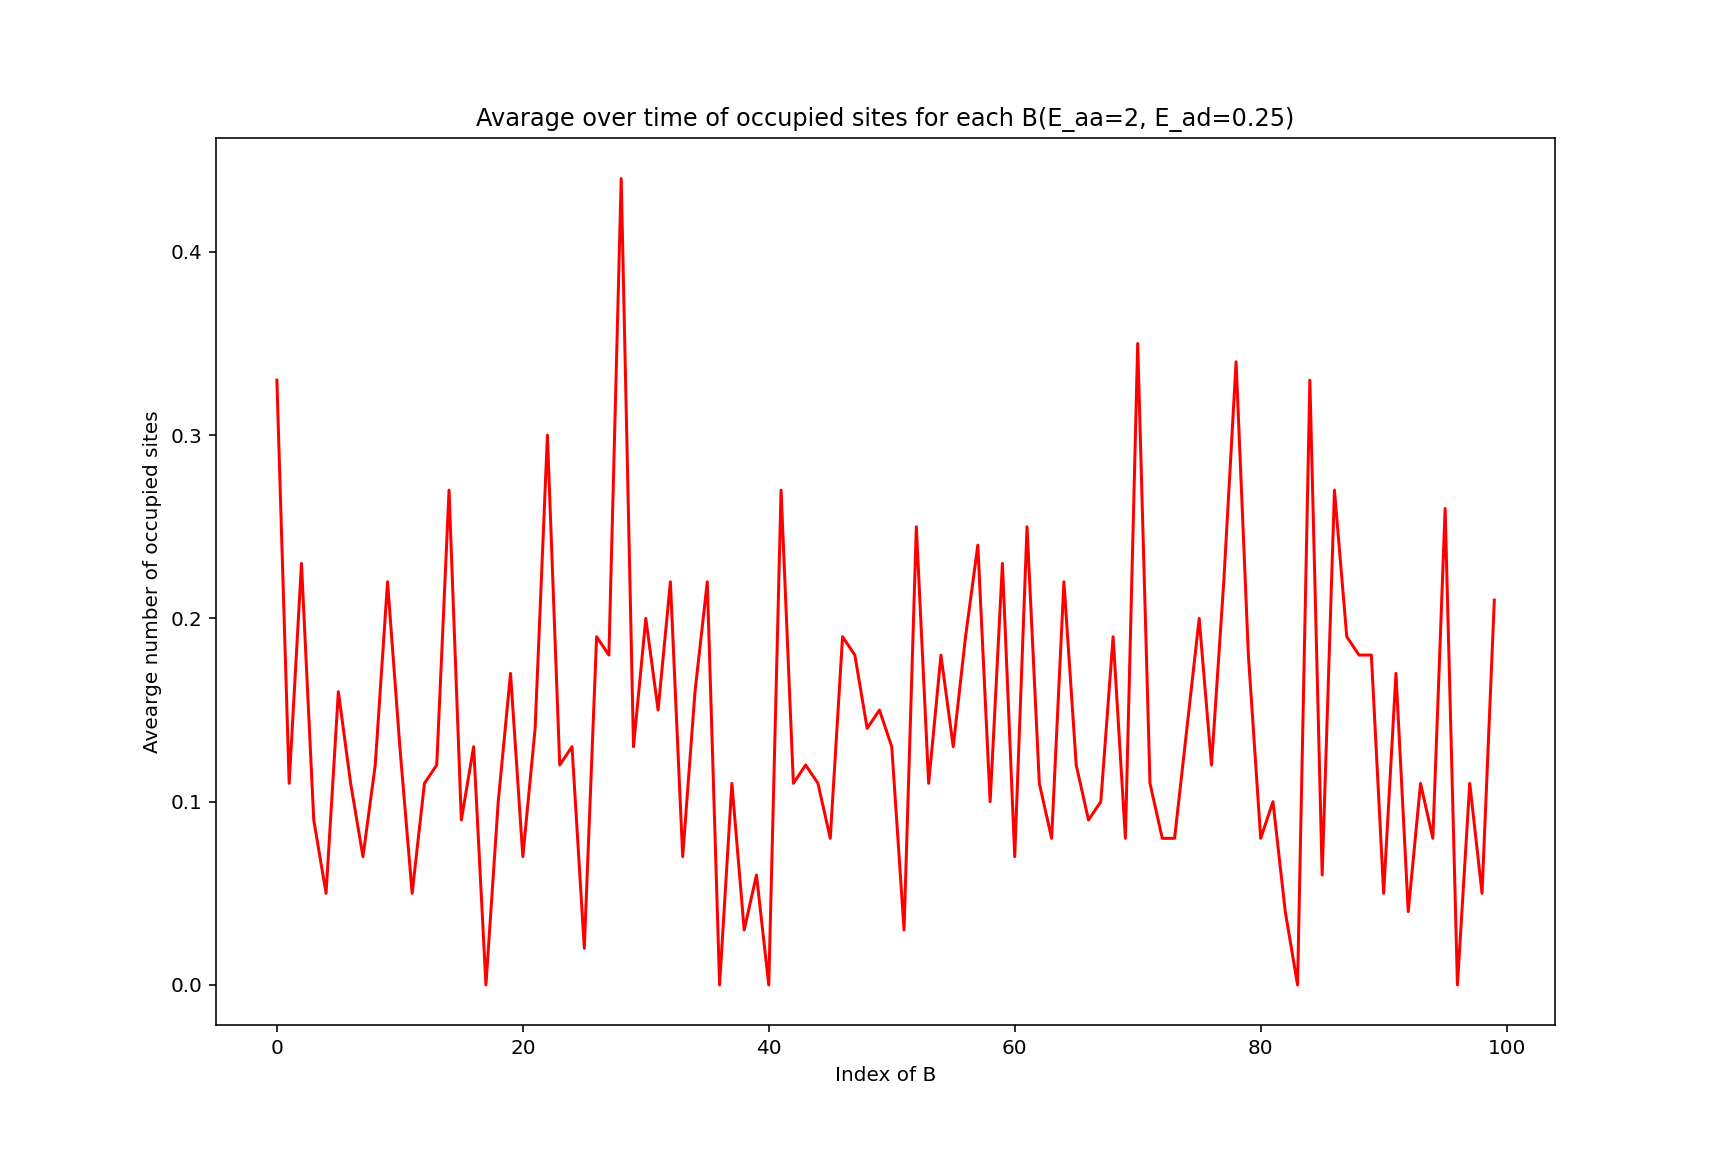 Avarage over time of occupied sites for each B(E_aa=2, E_ad=0.25)
Avearge number of occupied sites
0.4
0.3
0.2
0.1
0.0
0 20 40 60 80 100
Index of B